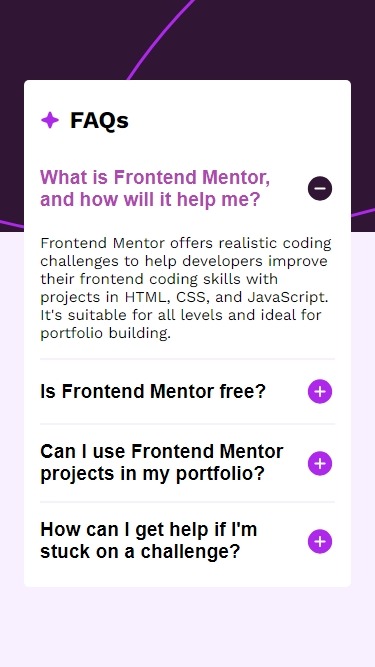 FAQs
What is Frontend Mentor,
and how will it help me?
Frontend Mentor offers realistic coding
challenges to help developers improve
their frontend coding skills with
projects in HTML, CSS, and JavaScript.
It's suitable for all levels and ideal for
portfolio building.
Is Frontend Mentor free?
Can I use Frontend Mentor
projects in my portfolio?
How can I get help if I'm
stuck on a challenge?